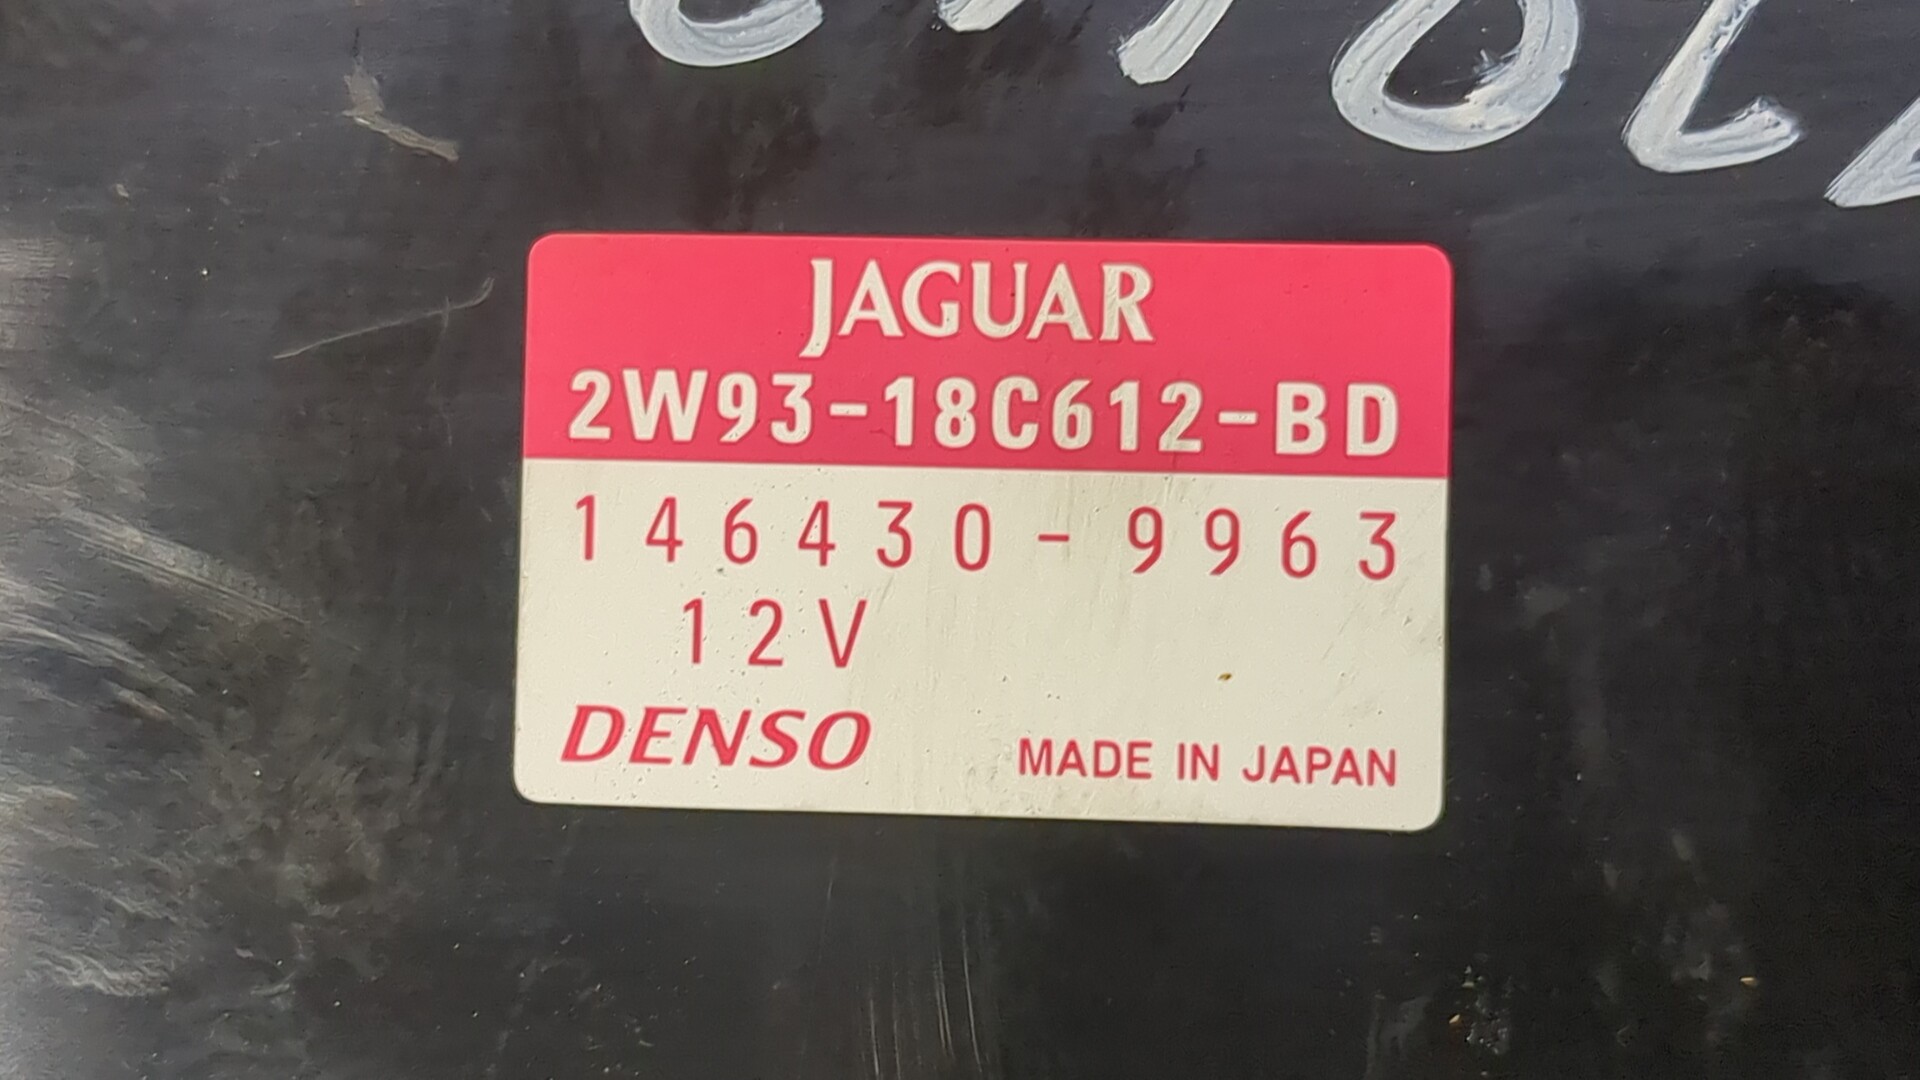 JAGUAR
2W93-18C612-BD
146430-9963
12V
DENSO
MADE IN JAPAN